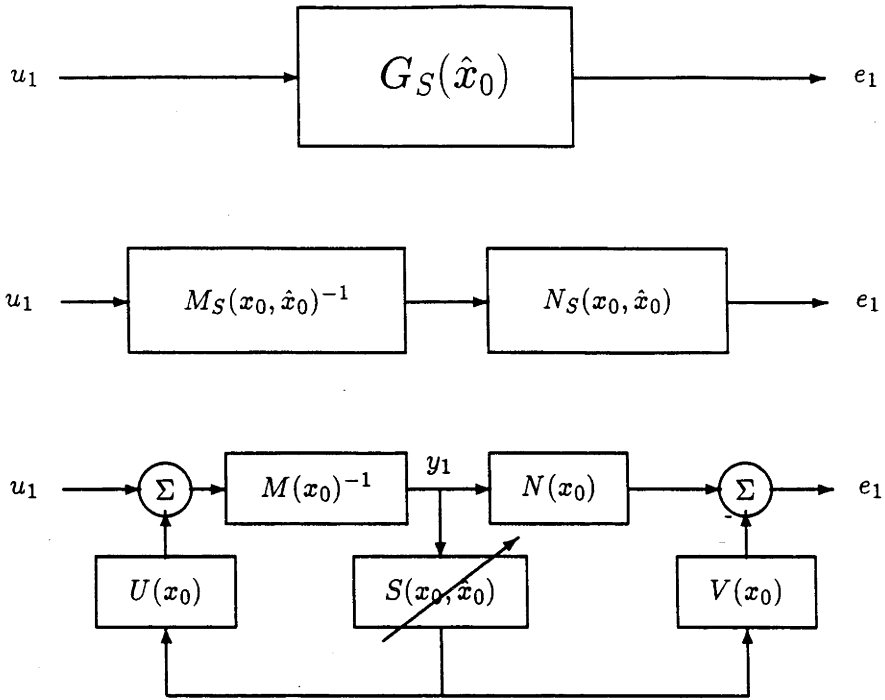 u₁ G_S(x̂₀) e₁
u₁ M_S(x₀, x̂₀)⁻¹ N_S(x₀, x̂₀) e₁
u₁ Σ M(x₀)⁻¹ y₁ N(x₀) Σ e₁
U(x₀) S(x₀, x̂₀) V(x₀)